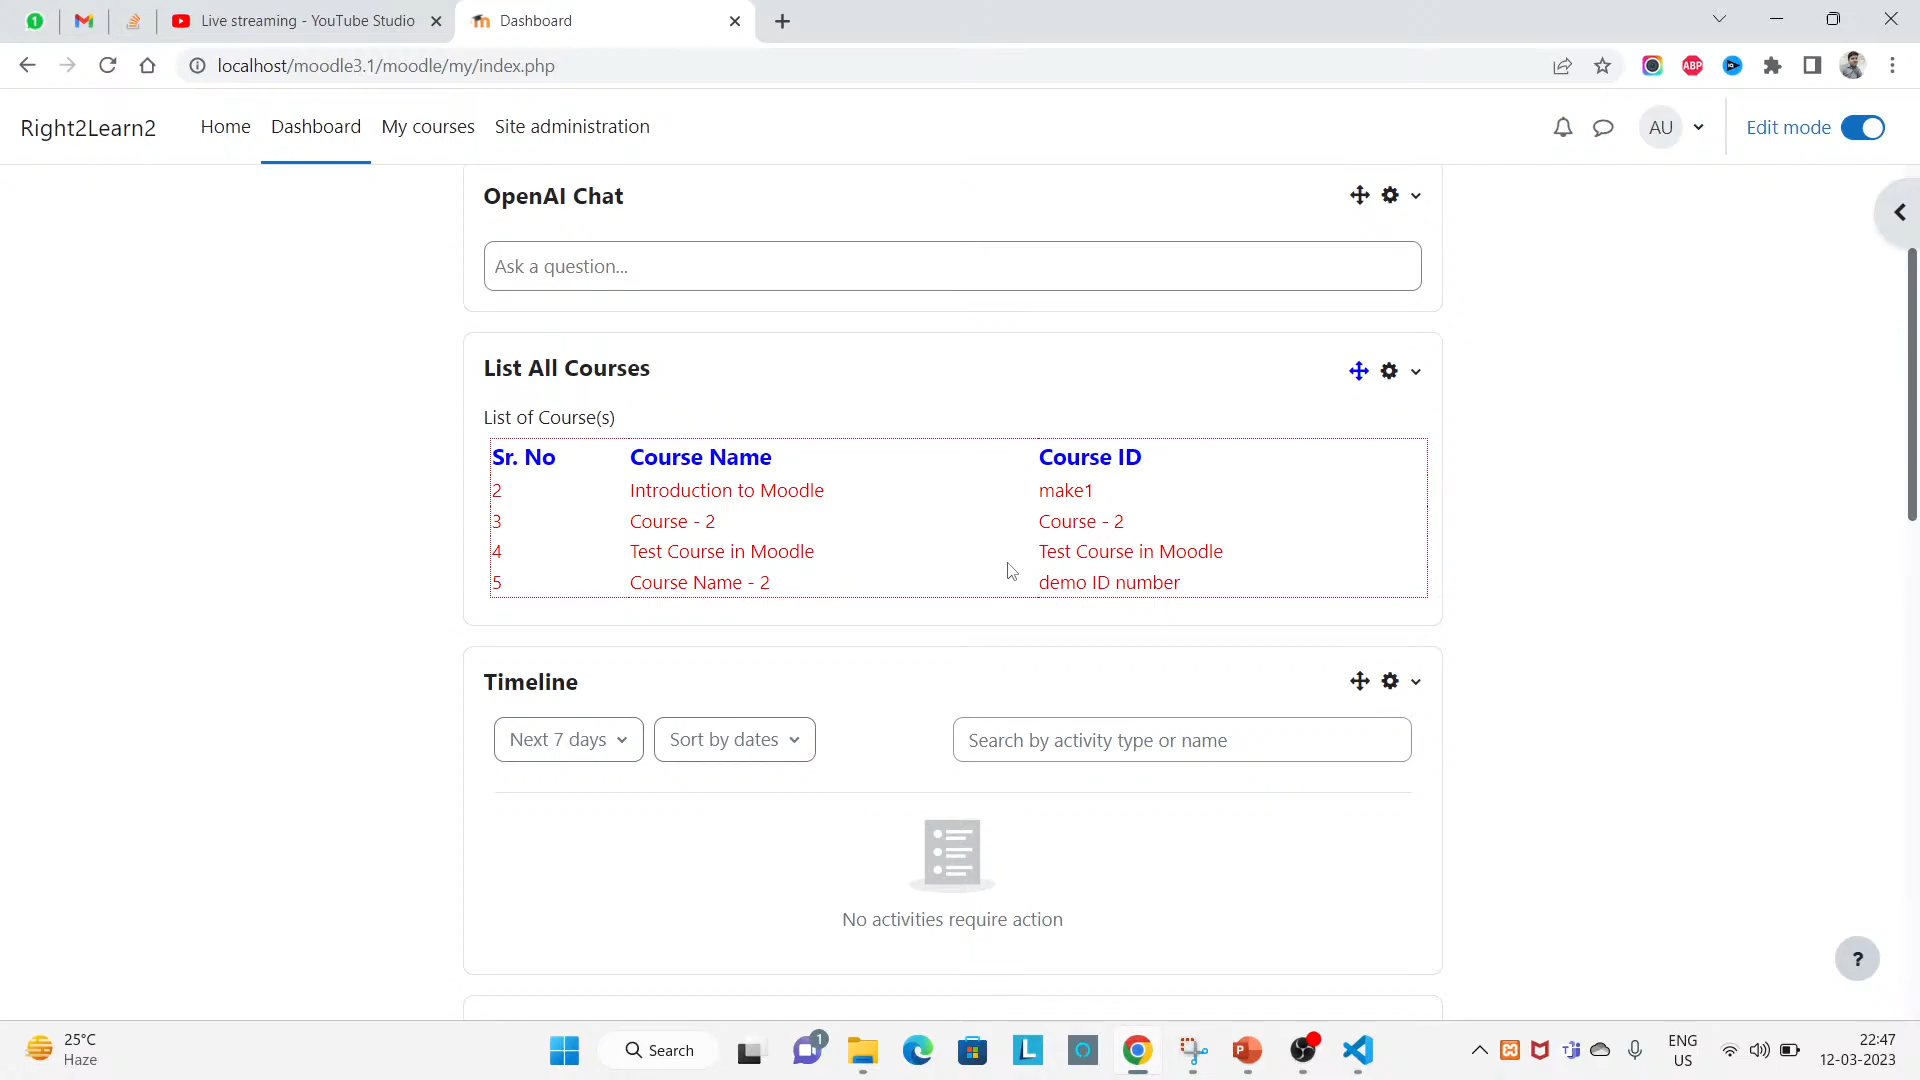 Live streaming - YouTube Studio
Dashboard
localhost/moodle3.1/moodle/my/index.php
ABP
Right2Learn2
Home
Dashboard
My courses
Site administration
AU
Edit mode
OpenAI Chat
Ask a question...
List All Courses
List of Course(s)
Sr. No Course Name Course ID
2 Introduction to Moodle make1
3 Course - 2 Course - 2
4 Test Course in Moodle Test Course in Moodle
5 Course Name - 2 demo ID number
Timeline
Next 7 days
Sort by dates
Search by activity type or name
No activities require action
?
25°C
Haze
Search
1
L
P
ENG
US
22:47
12-03-2023